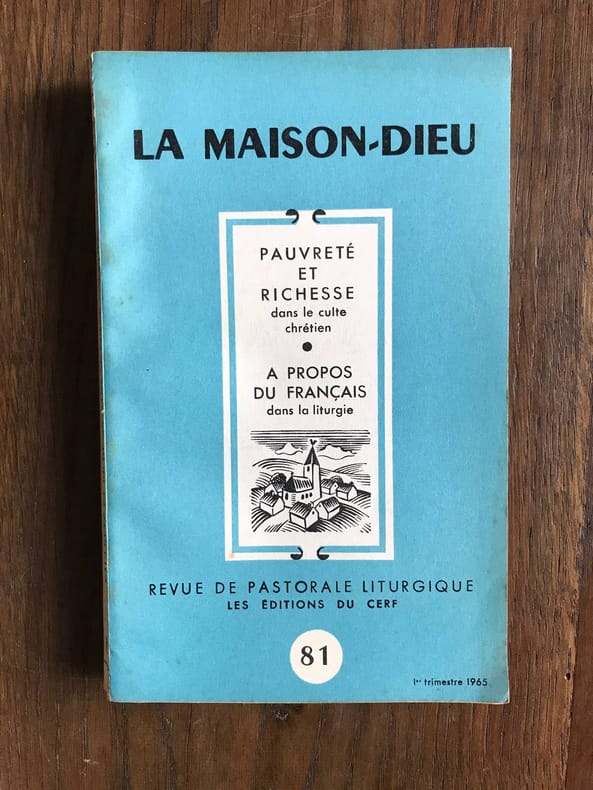 LA MAISON-DIEU
PAUVRETÉ
ET
RICHESSE
dans le culte
chrétien
●
A PROPOS
DU FRANÇAIS
dans la liturgie
REVUE DE PASTORALE LITURGIQUE
LES ÉDITIONS DU CERF
81
1er trimestre 1965